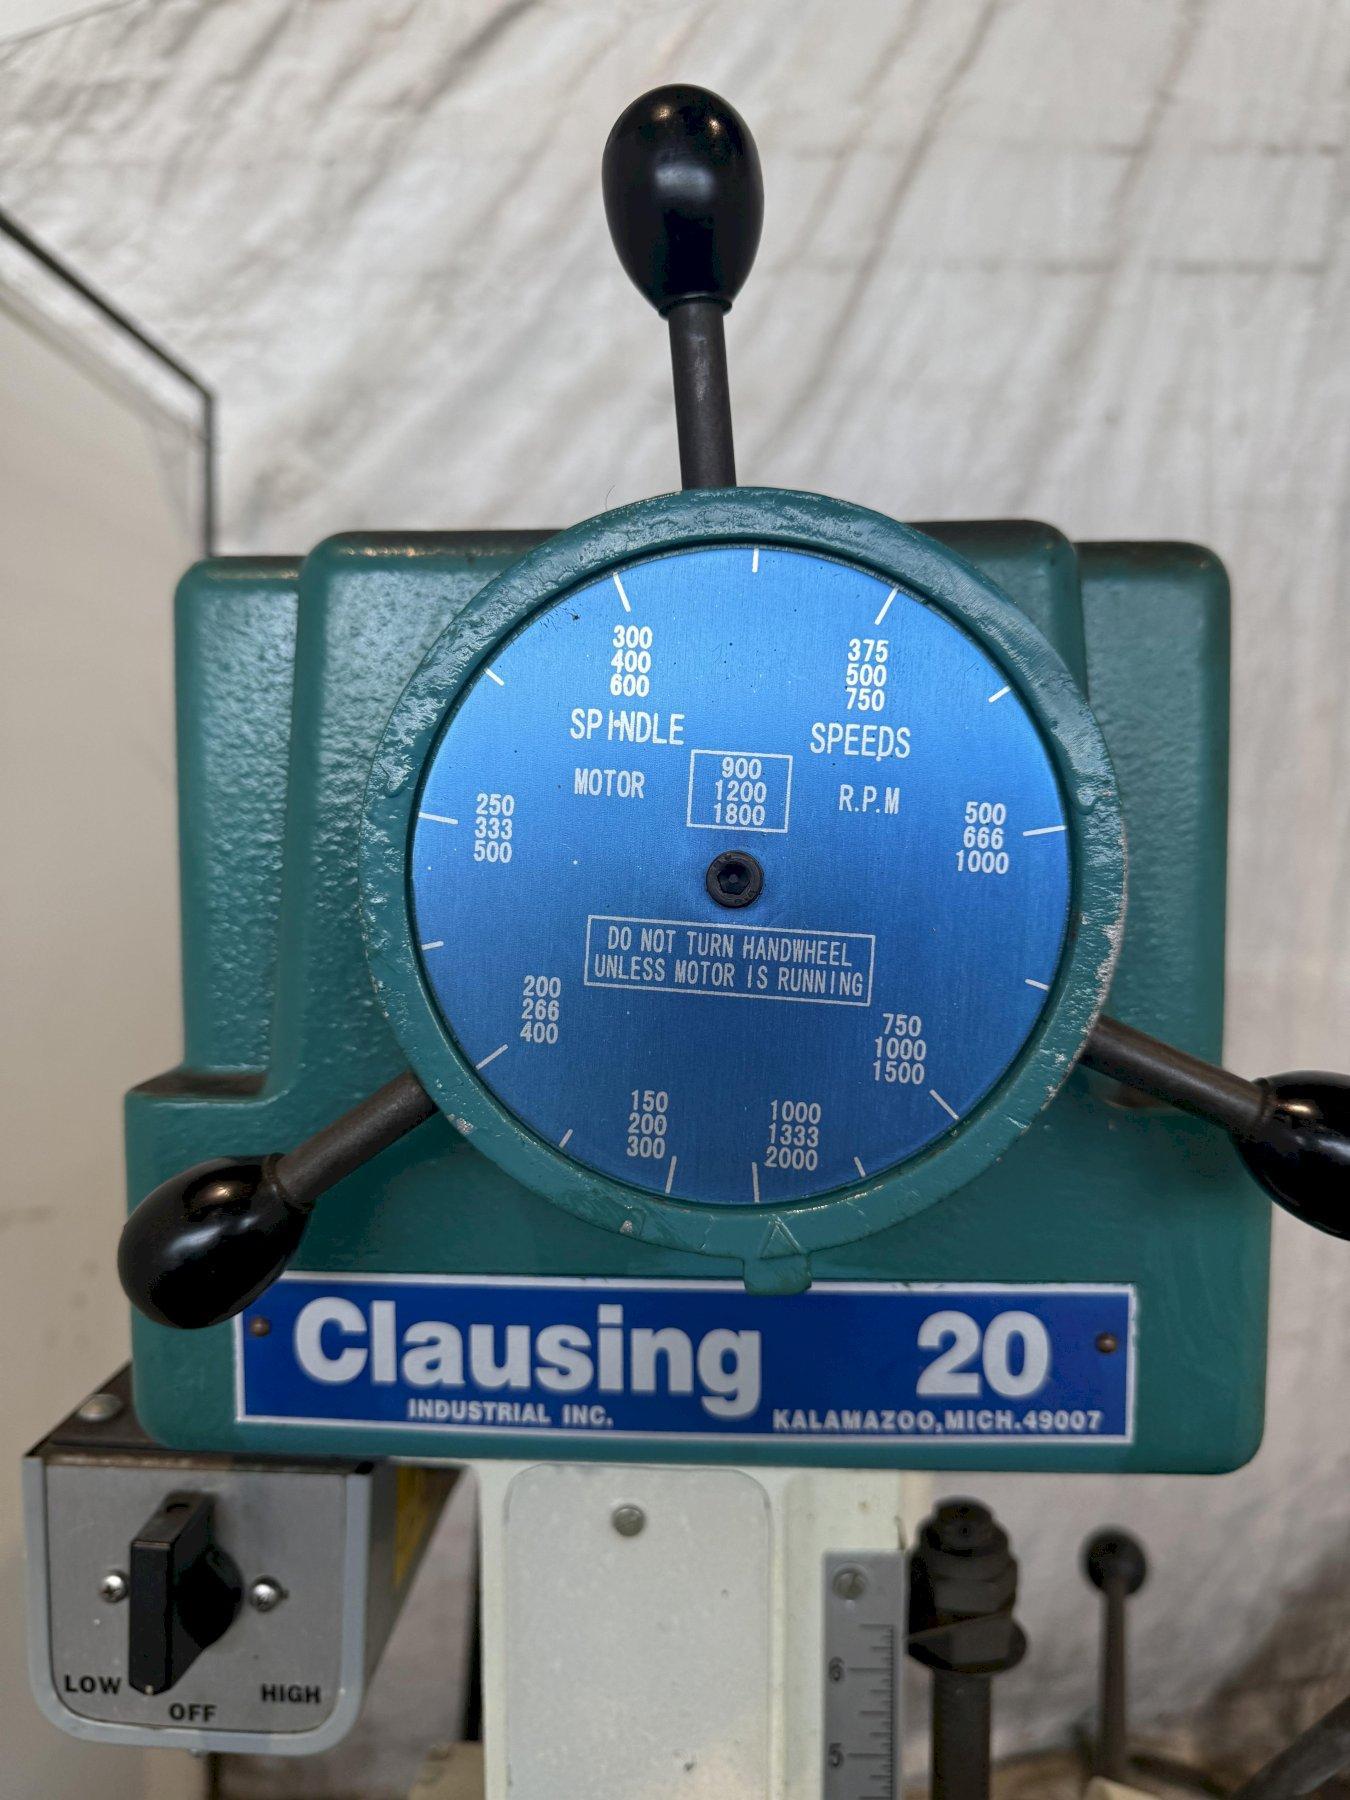 300
400
600
375
500
750
SPINDLE SPEEDS
MOTOR
900
1200
1800
R.P.M
250
333
500
500
666
1000
DO NOT TURN HANDWHEEL
UNLESS MOTOR IS RUNNING
200
266
400
750
1000
1500
150
200
300
1000
1333
2000
Clausing 20
INDUSTRIAL INC. KALAMAZOO,MICH.49007
LOW
OFF
HIGH
6
5